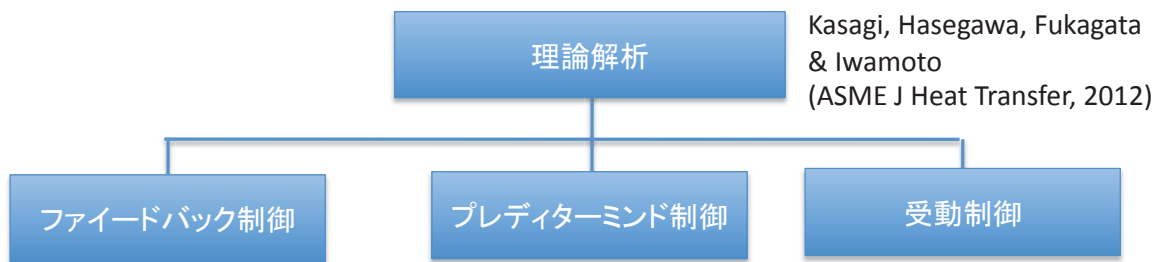 理論解析
Kasagi, Hasegawa, Fukagata
& Iwamoto
(ASME J Heat Transfer, 2012)
ファイードバック制御
プレディターミンド制御
受動制御